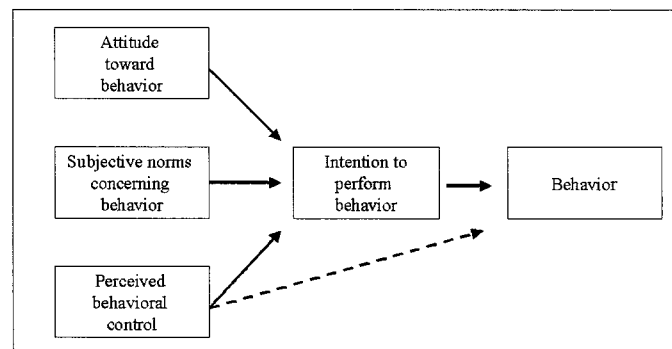 Attitude
toward
behavior
Subjective norms
concerning
behavior
Intention to
perform
behavior
Behavior
Perceived
behavioral
control